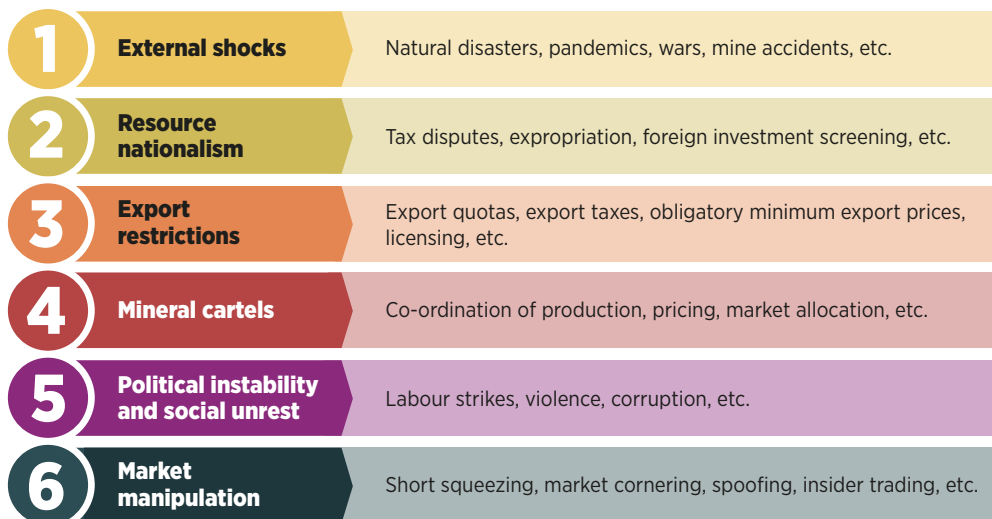 1
External shocks
Natural disasters, pandemics, wars, mine accidents, etc.
2
Resource
nationalism
Tax disputes, expropriation, foreign investment screening, etc.
3
Export
restrictions
Export quotas, export taxes, obligatory minimum export prices,
licensing, etc.
4
Mineral cartels
Co-ordination of production, pricing, market allocation, etc.
5
Political instability
and social unrest
Labour strikes, violence, corruption, etc.
6
Market
manipulation
Short squeezing, market cornering, spoofing, insider trading, etc.